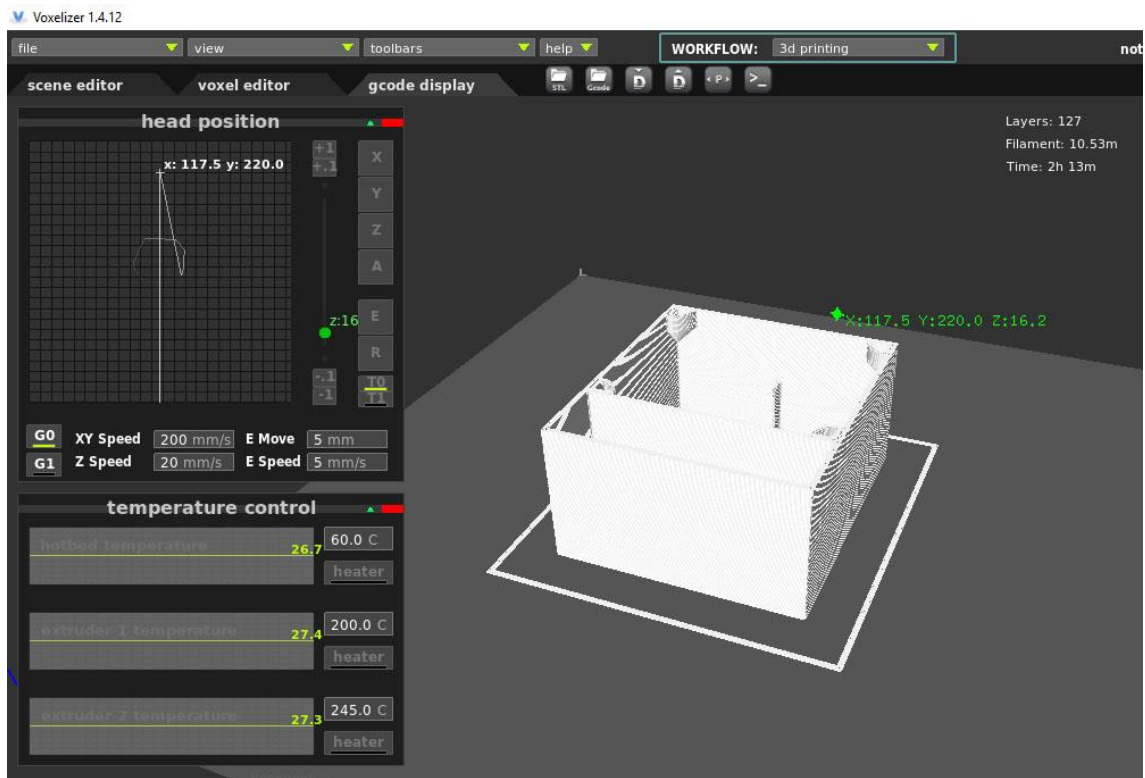 Voxelizer 1.4.12
file view toolbars help WORKFLOW: 3d printing not
scene editor voxel editor gcode display STL Gcode D D <P> >_
head position
Layers: 127
Filament: 10.53m
Time: 2h 13m
x: 117.5 y: 220.0
+1
+.1
X
Y
Z
A
z:16
E
R
-.1
-1
T0
T1
X:117.5 Y:220.0 Z:16.2
G0 XY Speed 200 mm/s E Move 5 mm
G1 Z Speed 20 mm/s E Speed 5 mm/s
temperature control
hotbed temperature 26.7 60.0 C
heater
extruder 1 temperature 27.4 200.0 C
heater
extruder 2 temperature 27.3 245.0 C
heater